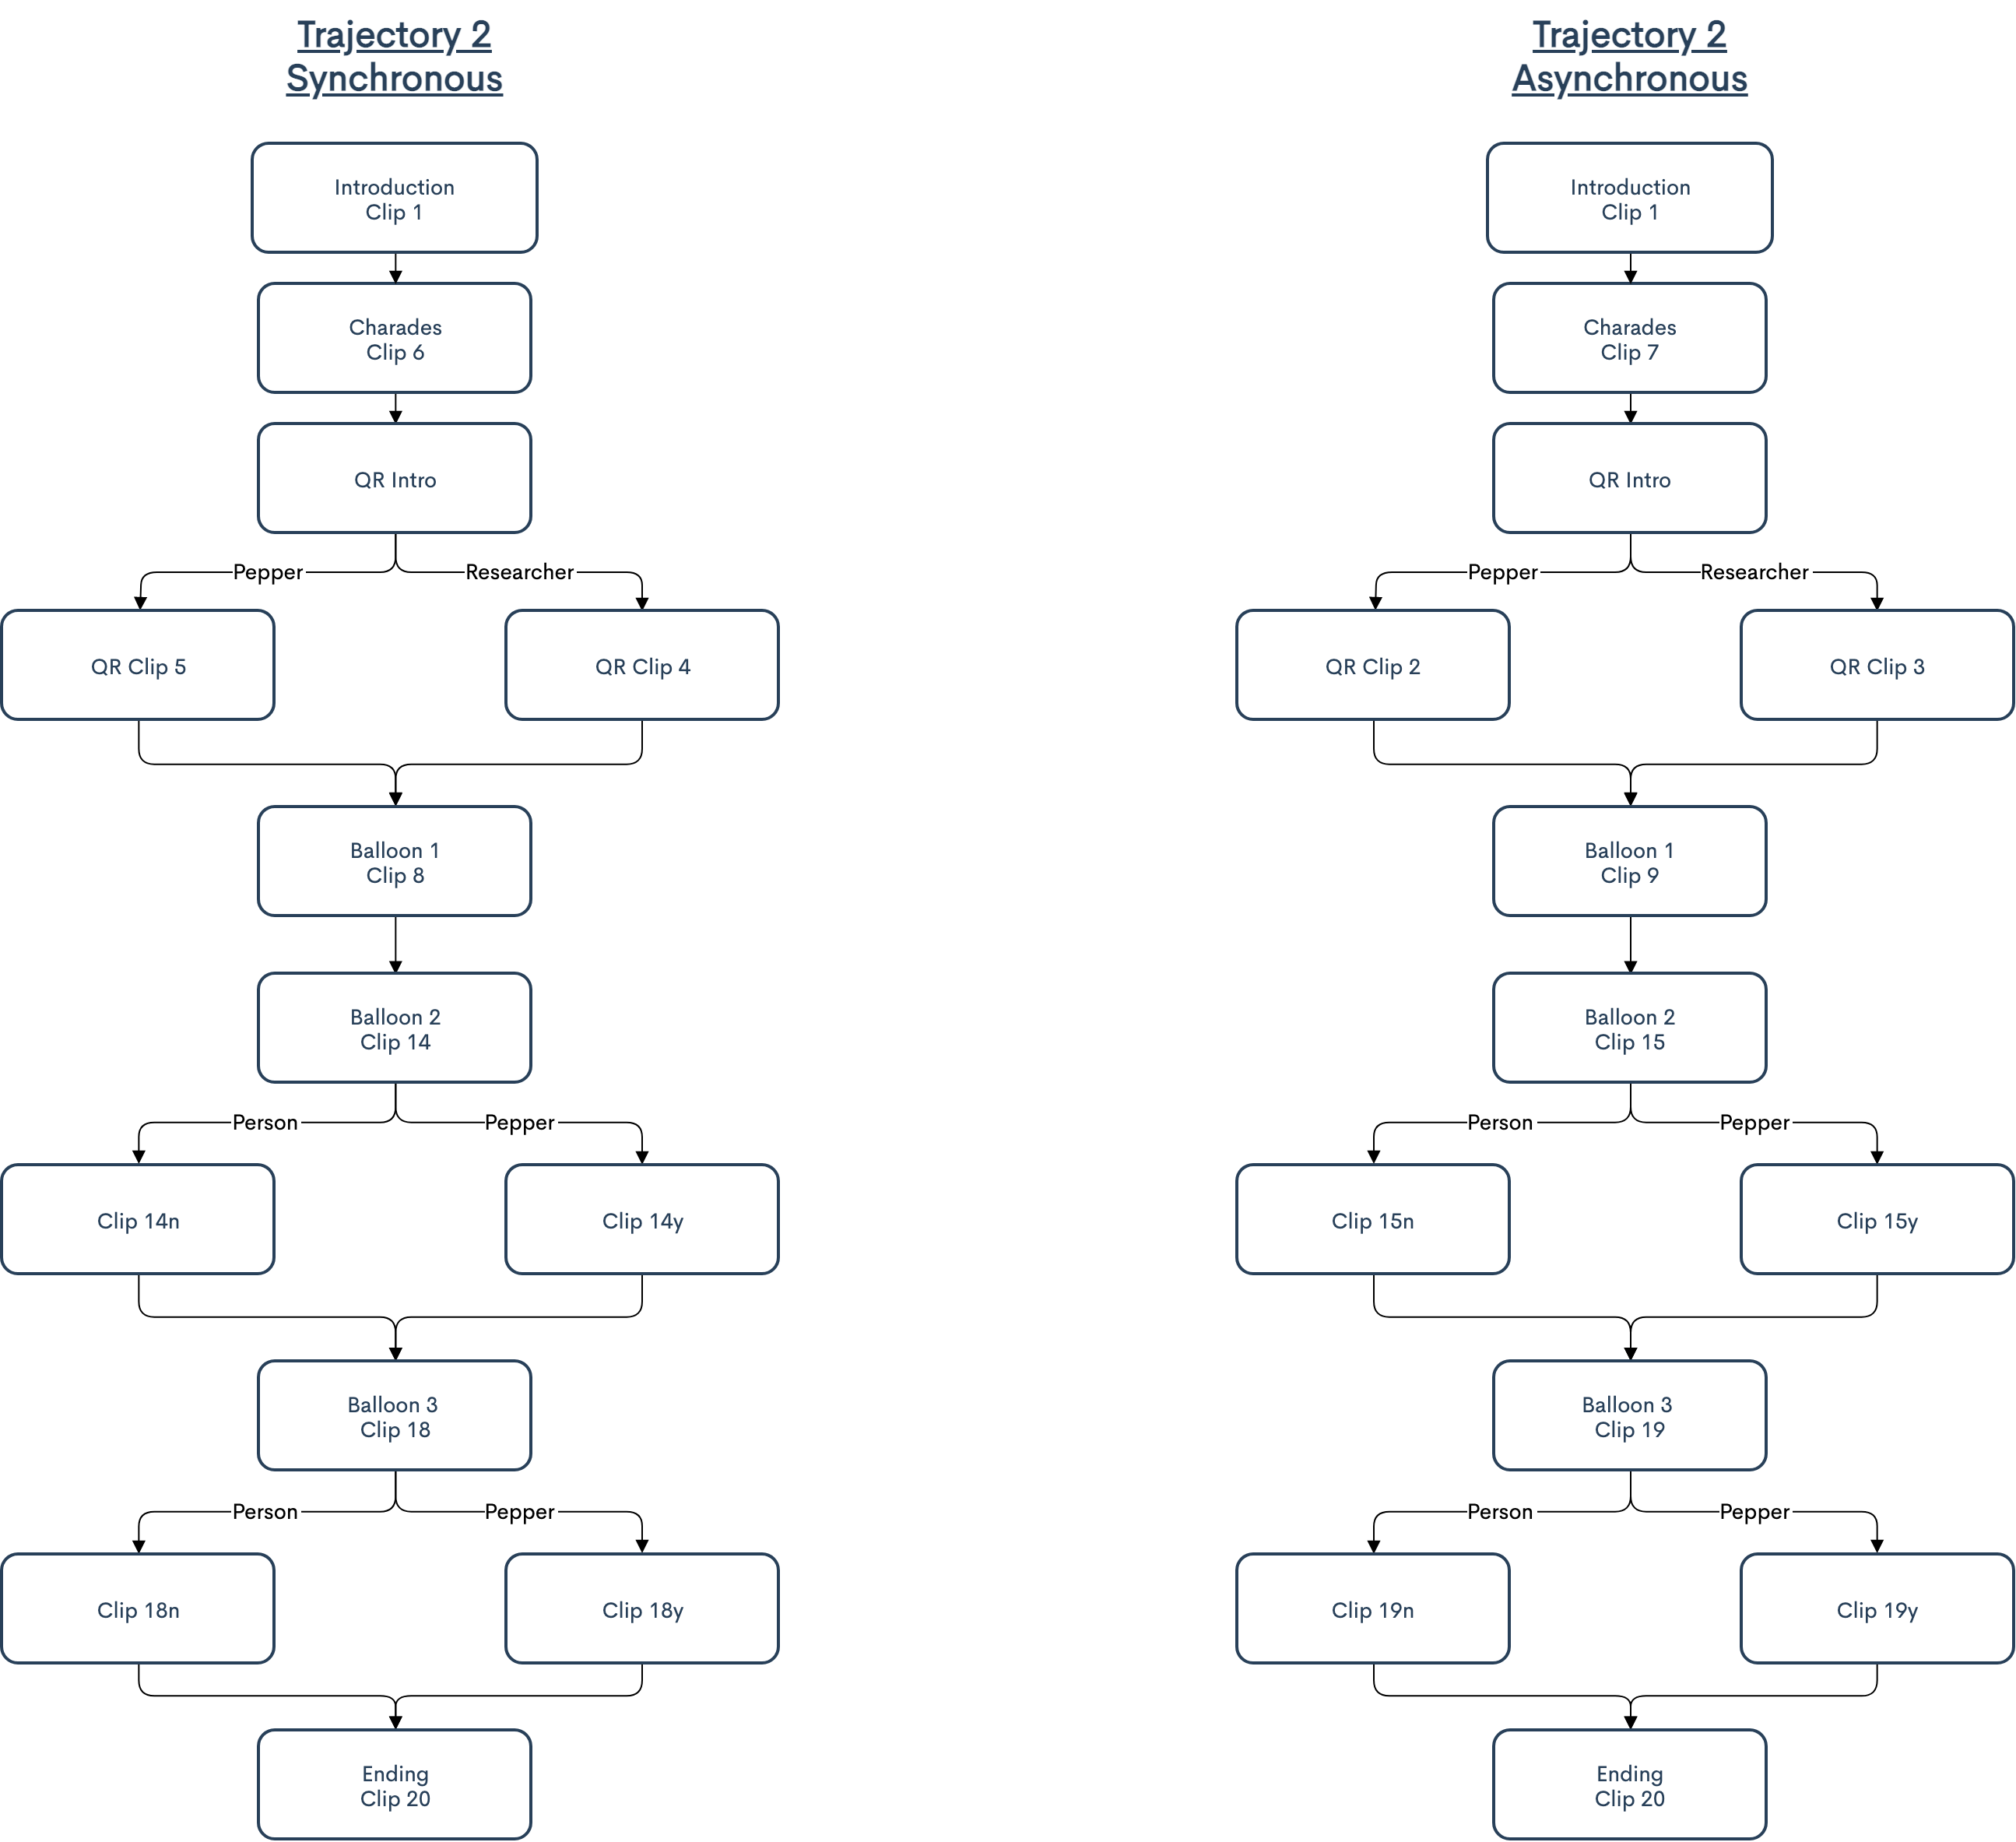 Trajectory 2
Synchronous
Introduction
Clip 1
Charades
Clip 6
QR Intro
Pepper
Researcher
QR Clip 5
QR Clip 4
Balloon 1
Clip 8
Balloon 2
Clip 14
Person
Pepper
Clip 14n
Clip 14y
Balloon 3
Clip 18
Person
Pepper
Clip 18n
Clip 18y
Ending
Clip 20
Trajectory 2
Asynchronous
Introduction
Clip 1
Charades
Clip 7
QR Intro
Pepper
Researcher
QR Clip 2
QR Clip 3
Balloon 1
Clip 9
Balloon 2
Clip 15
Person
Pepper
Clip 15n
Clip 15y
Balloon 3
Clip 19
Person
Pepper
Clip 19n
Clip 19y
Ending
Clip 20